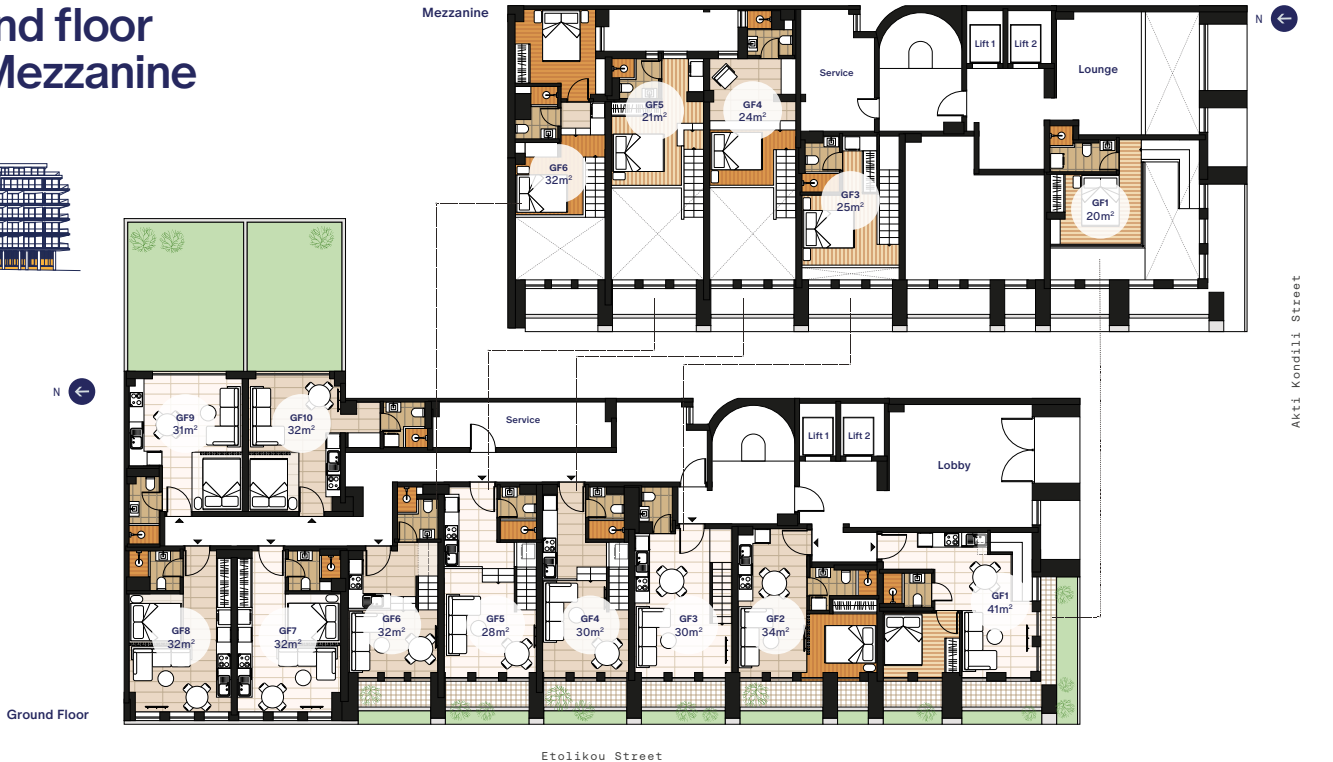 nd floor
Mezzanine
Mezzanine
N
Lift 1
Lift 2
Service
Lounge
GF5
21m²
GF4
24m²
GF6
32m²
GF3
25m²
GF1
20m²
Akti Kondili Street
N
GF9
31m²
GF10
32m²
Service
Lift 1
Lift 2
Lobby
GF8
32m²
GF7
32m²
GF6
32m²
GF5
28m²
GF4
30m²
GF3
30m²
GF2
34m²
GF1
41m²
Ground Floor
Etolikou Street